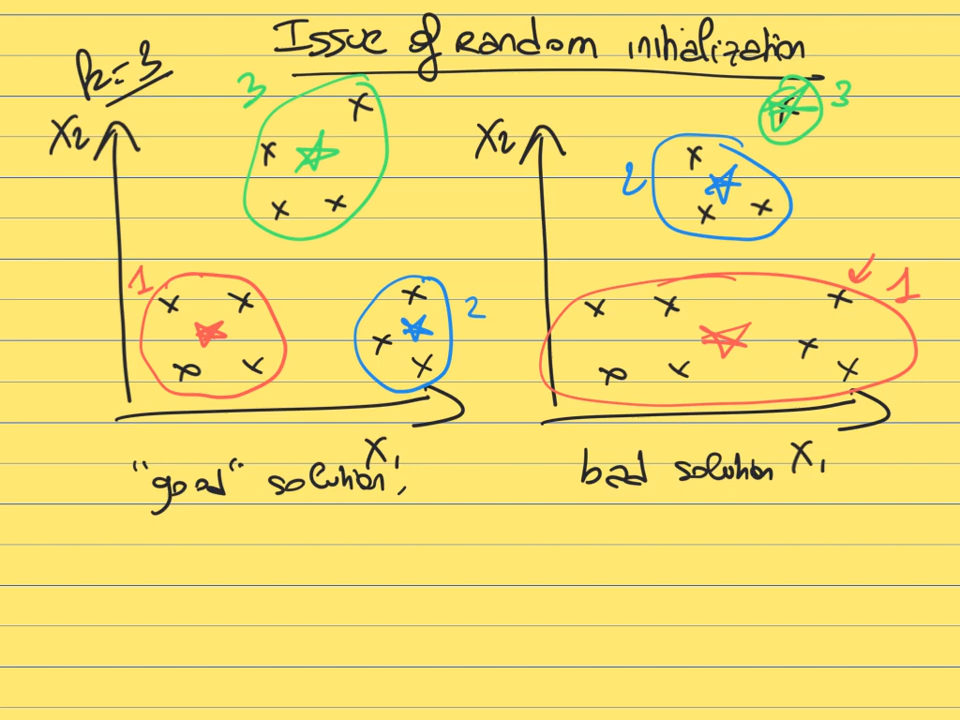 Issue of random initialization
k=3
3
X2
1
2
X1
"good" solution,
3
X2
2
1
X1
bad solution